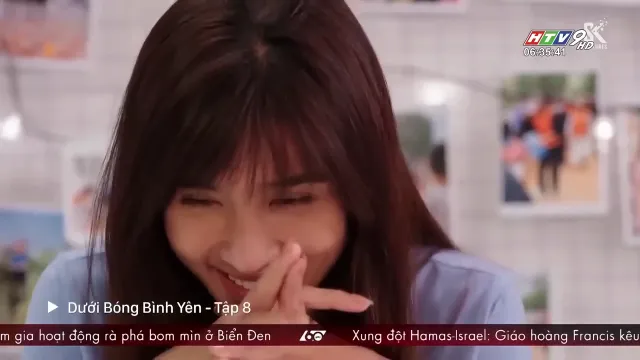 HTV9 HD
06:35:41
Dưới Bóng Bình Yên - Tập 8
m gia hoạt động rà phá bom mìn ở Biển Đen
60
Xung đột Hamas-Israel: Giáo hoàng Francis kêu